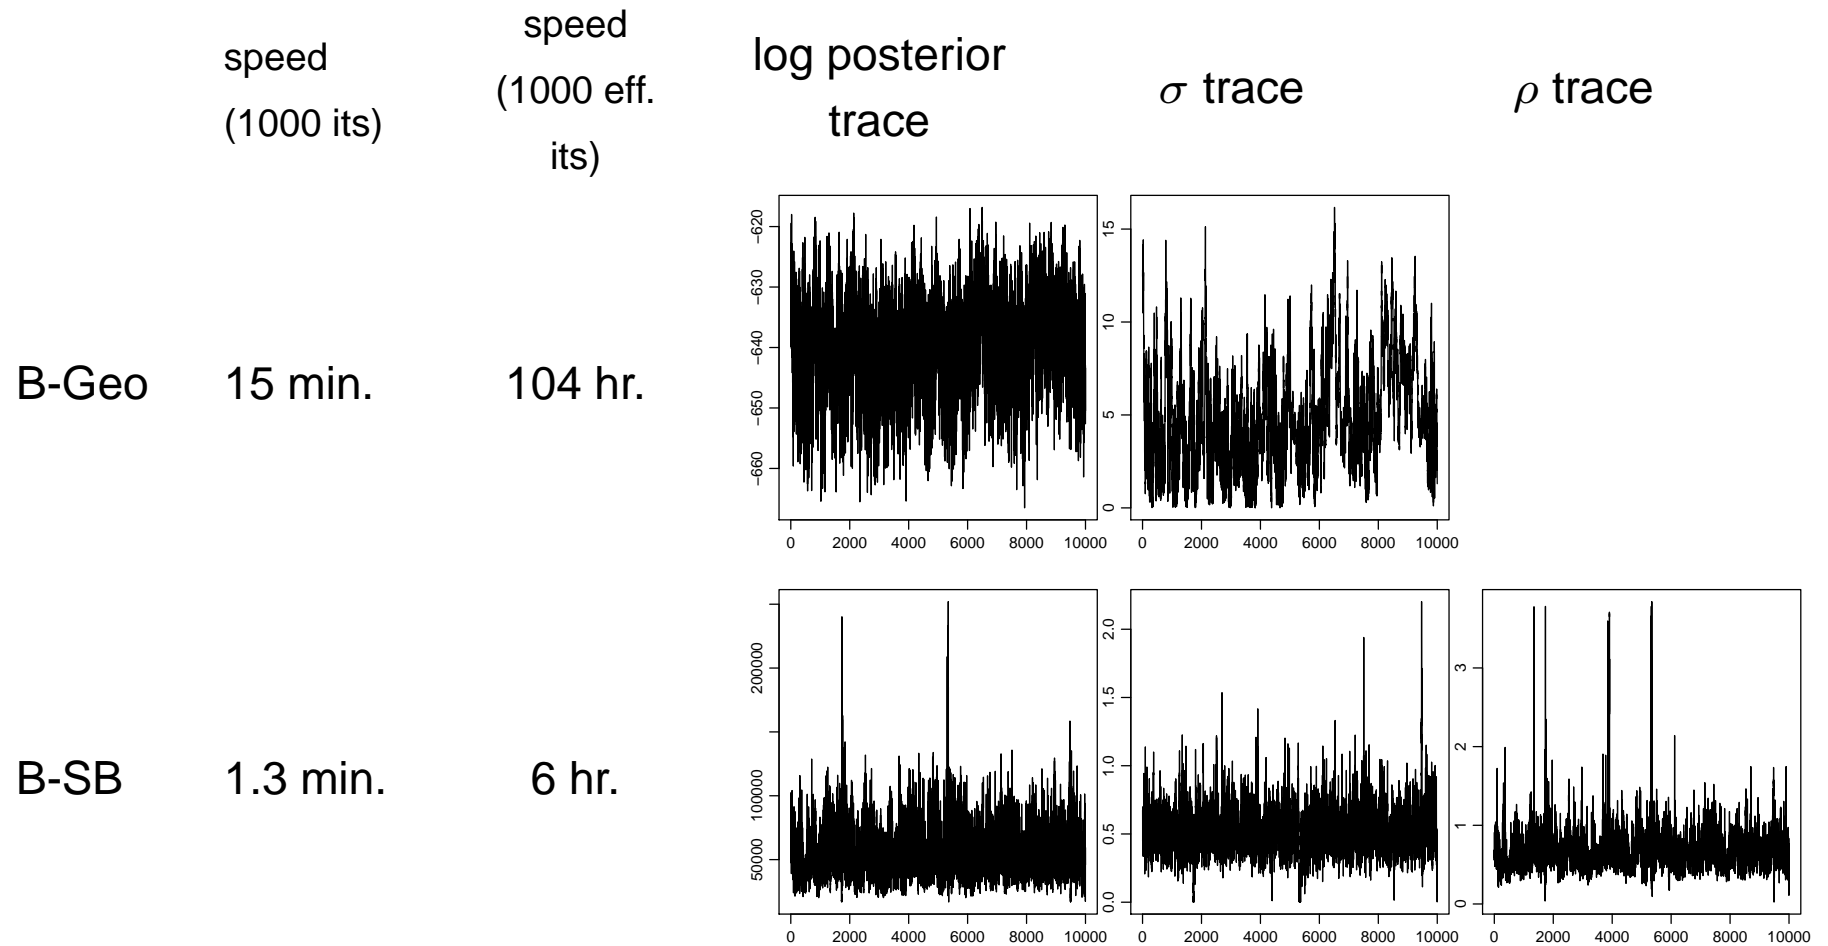 speed
(1000 its)
speed
(1000 eff.
its)
log posterior
trace
σ trace
ρ trace
B-Geo
15 min.
104 hr.
−620
−630
−640
−650
−660
0 2000 4000 6000 8000 10000
15
10
5
0
0 2000 4000 6000 8000 10000
B-SB
1.3 min.
6 hr.
200000
100000
50000
0 2000 4000 6000 8000 10000
2.0
1.5
1.0
0.5
0.0
0 2000 4000 6000 8000 10000
3
2
1
0
0 2000 4000 6000 8000 10000